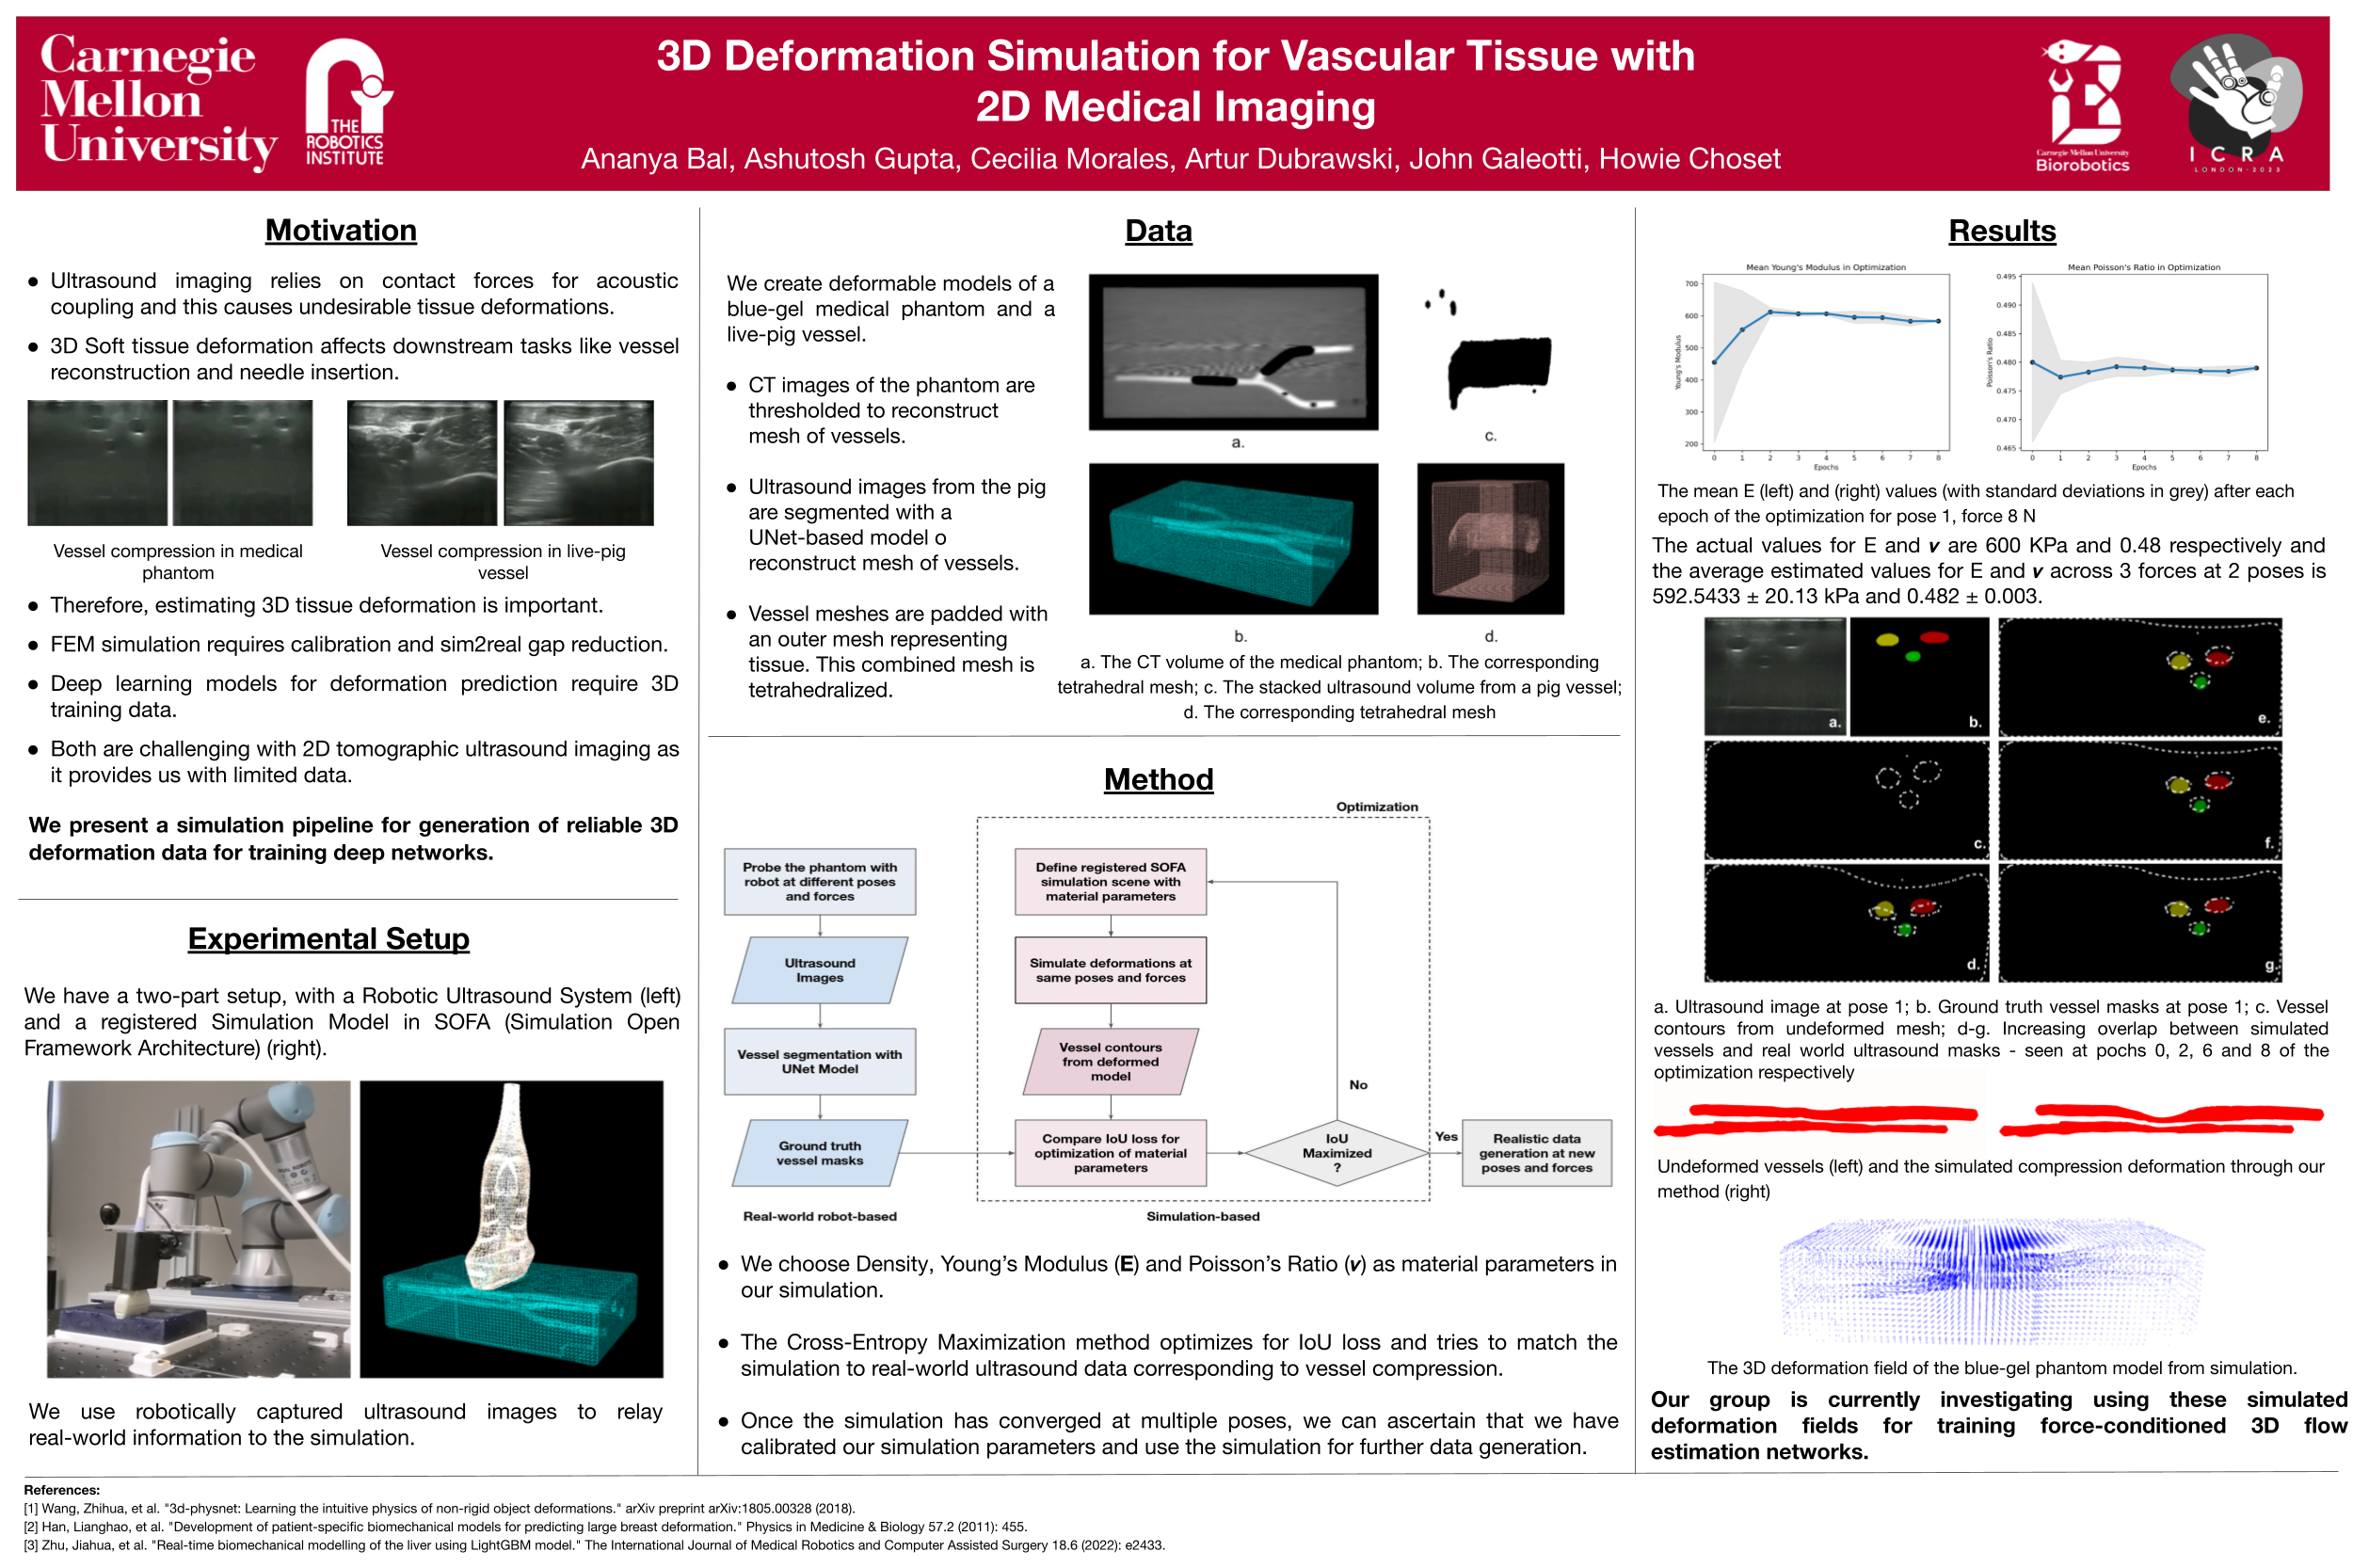 Carnegie
Mellon
University
THE
ROBOTICS
INSTITUTE
3D Deformation Simulation for Vascular Tissue with
2D Medical Imaging
Ananya Bal, Ashutosh Gupta, Cecilia Morales, Artur Dubrawski, John Galeotti, Howie Choset
Carnegie Mellon University
Biorobotics
I C R A
LONDON · 2023
Motivation
● Ultrasound imaging relies on contact forces for acoustic
coupling and this causes undesirable tissue deformations.
● 3D Soft tissue deformation affects downstream tasks like vessel
reconstruction and needle insertion.
Vessel compression in medical
phantom
Vessel compression in live-pig
vessel
● Therefore, estimating 3D tissue deformation is important.
● FEM simulation requires calibration and sim2real gap reduction.
● Deep learning models for deformation prediction require 3D
training data.
● Both are challenging with 2D tomographic ultrasound imaging as
it provides us with limited data.
We present a simulation pipeline for generation of reliable 3D
deformation data for training deep networks.
Experimental Setup
We have a two-part setup, with a Robotic Ultrasound System (left)
and a registered Simulation Model in SOFA (Simulation Open
Framework Architecture) (right).
We use robotically captured ultrasound images to relay
real-world information to the simulation.
Data
We create deformable models of a
blue-gel medical phantom and a
live-pig vessel.
● CT images of the phantom are
thresholded to reconstruct
mesh of vessels.
● Ultrasound images from the pig
are segmented with a
UNet-based model o
reconstruct mesh of vessels.
● Vessel meshes are padded with
an outer mesh representing
tissue. This combined mesh is
tetrahedralized.
a.
c.
b.
d.
a. The CT volume of the medical phantom; b. The corresponding
tetrahedral mesh; c. The stacked ultrasound volume from a pig vessel;
d. The corresponding tetrahedral mesh
Method
Optimization
Probe the phantom with
robot at different poses
and forces
Ultrasound
Images
Vessel segmentation with
UNet Model
Ground truth
vessel masks
Real-world robot-based
Define registered SOFA
simulation scene with
material parameters
Simulate deformations at
same poses and forces
Vessel contours
from deformed
model
Compare IoU loss for
optimization of material
parameters
Simulation-based
No
IoU
Maximized
?
Yes
Realistic data
generation at new
poses and forces
● We choose Density, Young's Modulus (E) and Poisson's Ratio (v) as material parameters in
our simulation.
● The Cross-Entropy Maximization method optimizes for IoU loss and tries to match the
simulation to real-world ultrasound data corresponding to vessel compression.
● Once the simulation has converged at multiple poses, we can ascertain that we have
calibrated our simulation parameters and use the simulation for further data generation.
Results
Mean Young's Modulus in Optimization
Young's Modulus
700
600
500
400
300
200
0 1 2 3 4 5 6 7 8
Epochs
Mean Poisson's Ratio in Optimization
Poisson's Ratio
0.495
0.490
0.485
0.480
0.475
0.470
0.465
0 1 2 3 4 5 6 7 8
Epochs
The mean E (left) and (right) values (with standard deviations in grey) after each
epoch of the optimization for pose 1, force 8 N
The actual values for E and v are 600 KPa and 0.48 respectively and
the average estimated values for E and v across 3 forces at 2 poses is
592.5433 ± 20.13 kPa and 0.482 ± 0.003.
a.
b.
e.
c.
f.
d.
g.
a. Ultrasound image at pose 1; b. Ground truth vessel masks at pose 1; c. Vessel
contours from undeformed mesh; d-g. Increasing overlap between simulated
vessels and real world ultrasound masks - seen at pochs 0, 2, 6 and 8 of the
optimization respectively
Undeformed vessels (left) and the simulated compression deformation through our
method (right)
The 3D deformation field of the blue-gel phantom model from simulation.
Our group is currently investigating using these simulated
deformation fields for training force-conditioned 3D flow
estimation networks.
References:
[1] Wang, Zhihua, et al. "3d-physnet: Learning the intuitive physics of non-rigid object deformations." arXiv preprint arXiv:1805.00328 (2018).
[2] Han, Lianghao, et al. "Development of patient-specific biomechanical models for predicting large breast deformation." Physics in Medicine & Biology 57.2 (2011): 455.
[3] Zhu, Jiahua, et al. "Real-time biomechanical modelling of the liver using LightGBM model." The International Journal of Medical Robotics and Computer Assisted Surgery 18.6 (2022): e2433.